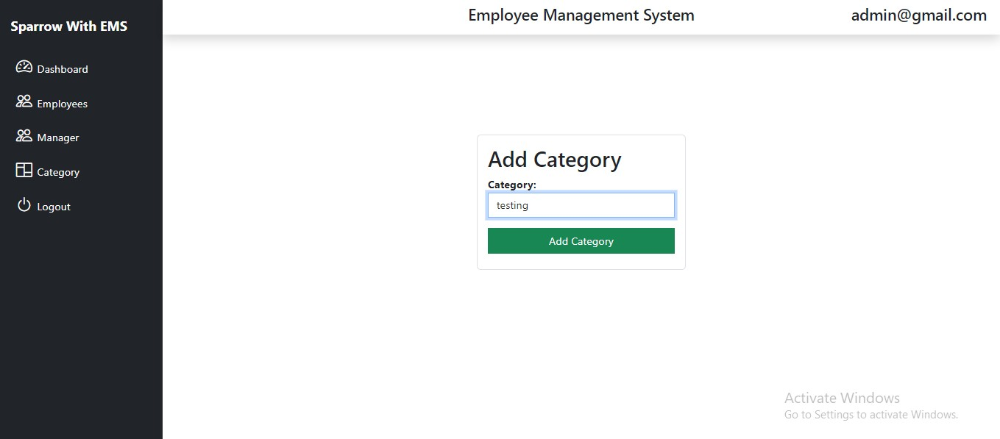 Sparrow With EMS
Employee Management System
admin@gmail.com
Dashboard
Employees
Manager
Category
Logout
Add Category
Category:
testing
Add Category
Activate Windows
Go to Settings to activate Windows.